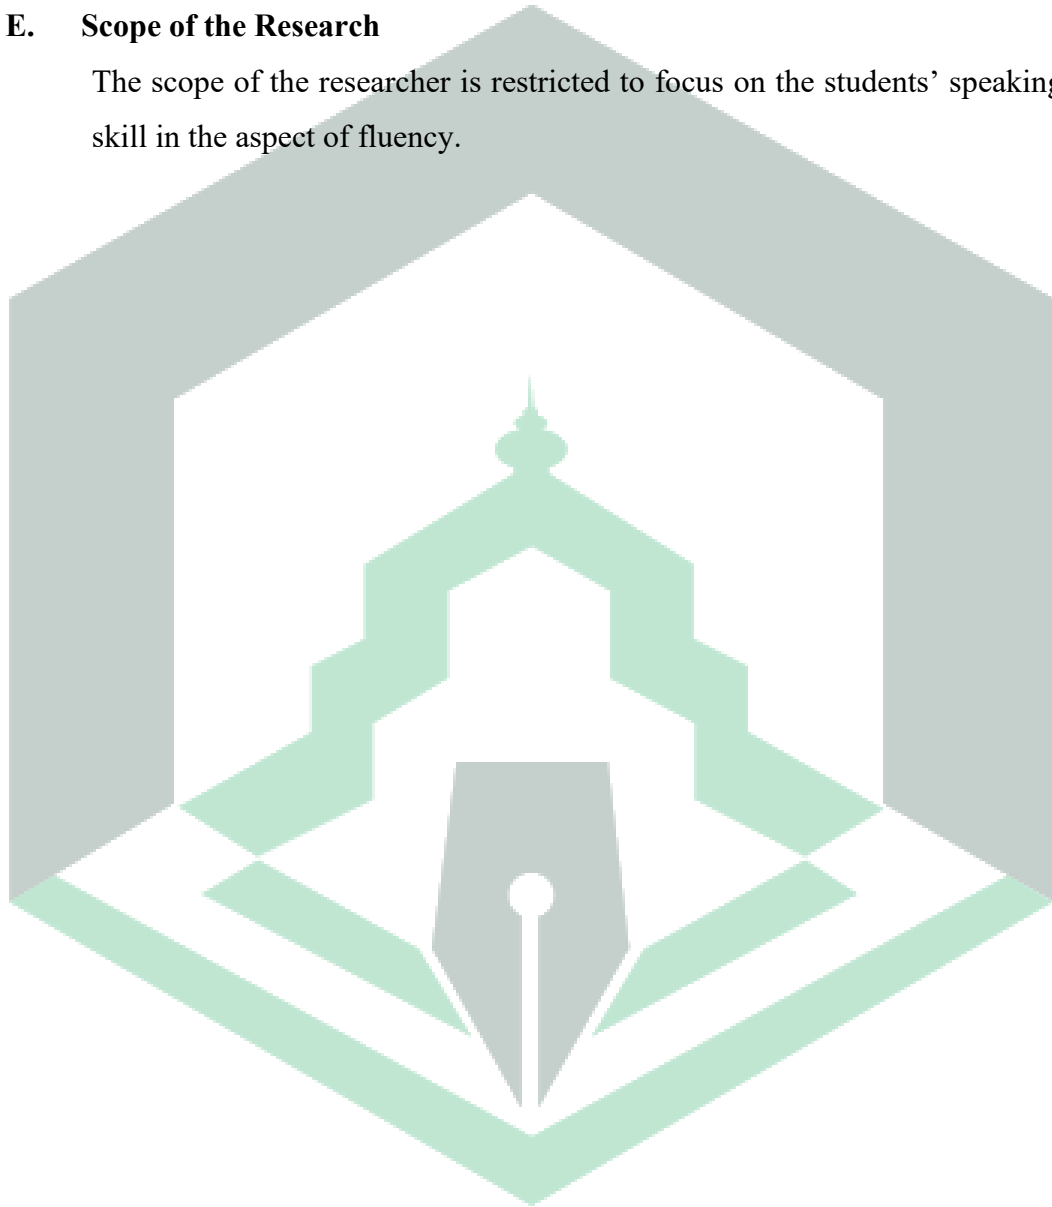 E. Scope of the Research
The scope of the researcher is restricted to focus on the students’ speaking
skill in the aspect of fluency.